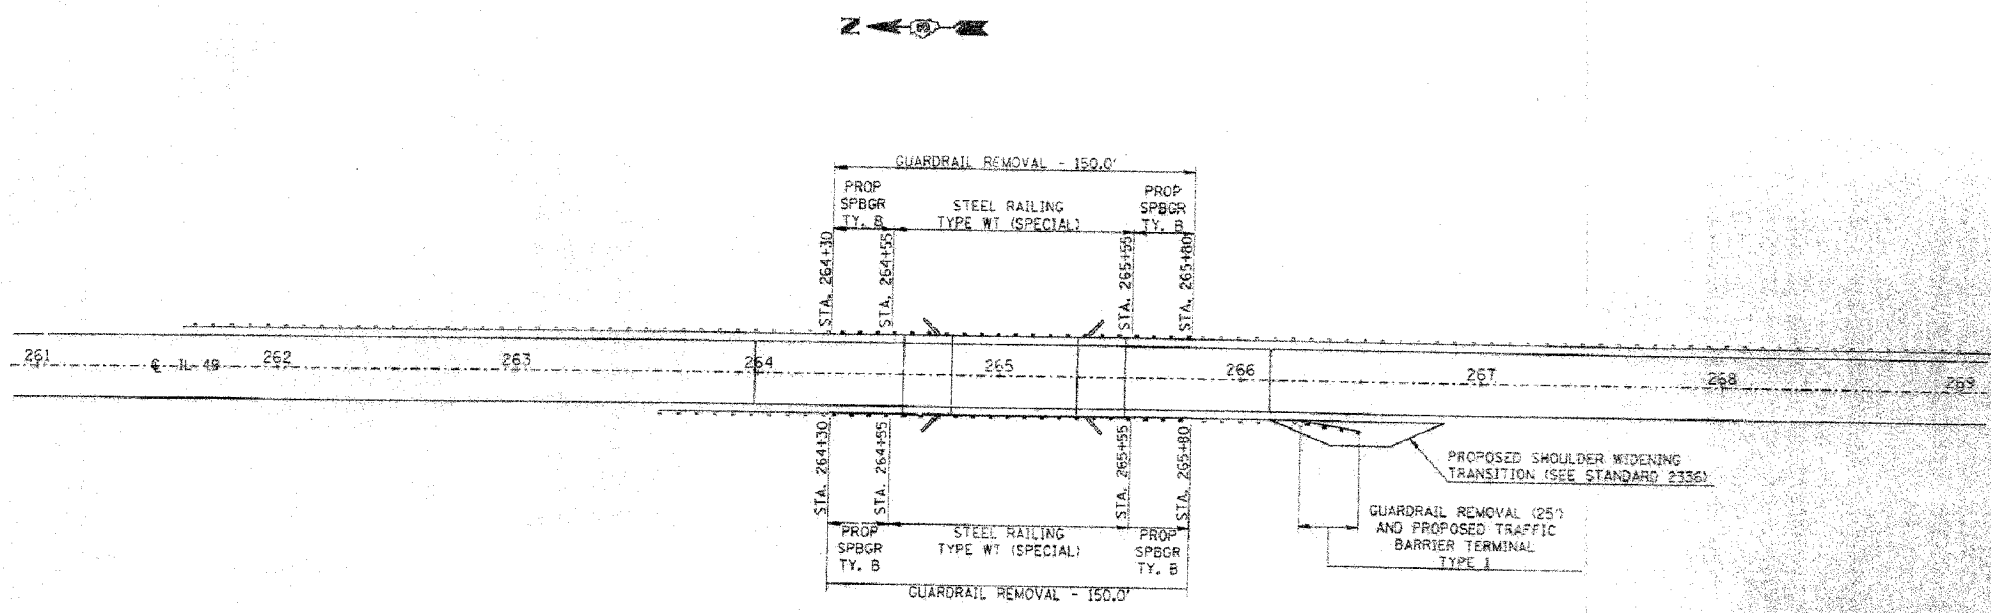 Z
GUARDRAIL REMOVAL - 150.0'
PROP
SPBGR
TY. B
STEEL RAILING
TYPE WT (SPECIAL)
PROP
SPBGR
TY. B
STA. 264+30
STA. 264+55
STA. 265+55
STA. 265+80
261
℄ IL 49
262
263
264
265
266
267
268
269
STA. 264+30
STA. 264+55
STA. 265+55
STA. 265+80
PROP
SPBGR
TY. B
STEEL RAILING
TYPE WT (SPECIAL)
PROP
SPBGR
TY. B
GUARDRAIL REMOVAL - 150.0'
PROPOSED SHOULDER WIDENING
TRANSITION (SEE STANDARD 2336)
GUARDRAIL REMOVAL (25')
AND PROPOSED TRAFFIC
BARRIER TERMINAL
TYPE 1